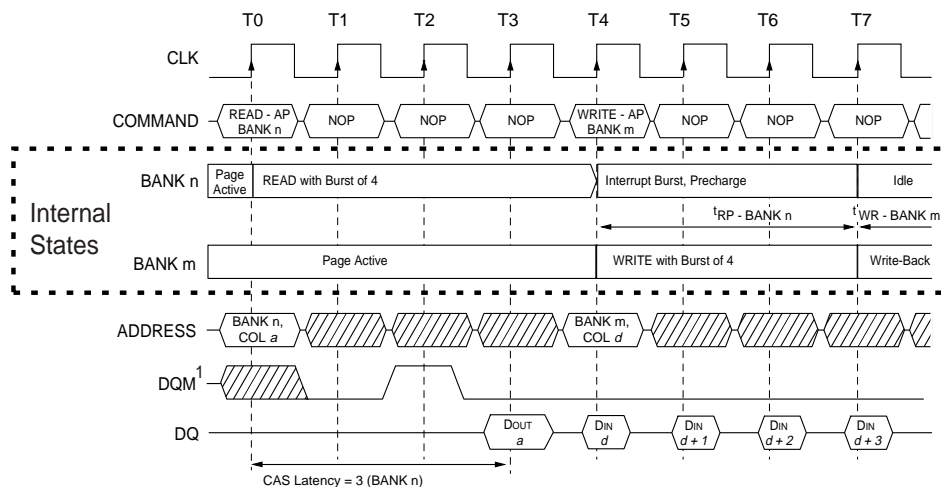 T0 T1 T2 T3 T4 T5 T6 T7
CLK
COMMAND
READ - AP
BANK n
NOP
NOP
NOP
WRITE - AP
BANK m
NOP
NOP
NOP
Internal
States
BANK n
Page
Active
READ with Burst of 4
Interrupt Burst, Precharge
Idle
tRP - BANK n
tWR - BANK m
BANK m
Page Active
WRITE with Burst of 4
Write-Back
ADDRESS
BANK n,
COL a
BANK m,
COL d
DQM1
DQ
DOUT
a
DIN
d
DIN
d + 1
DIN
d + 2
DIN
d + 3
CAS Latency = 3 (BANK n)